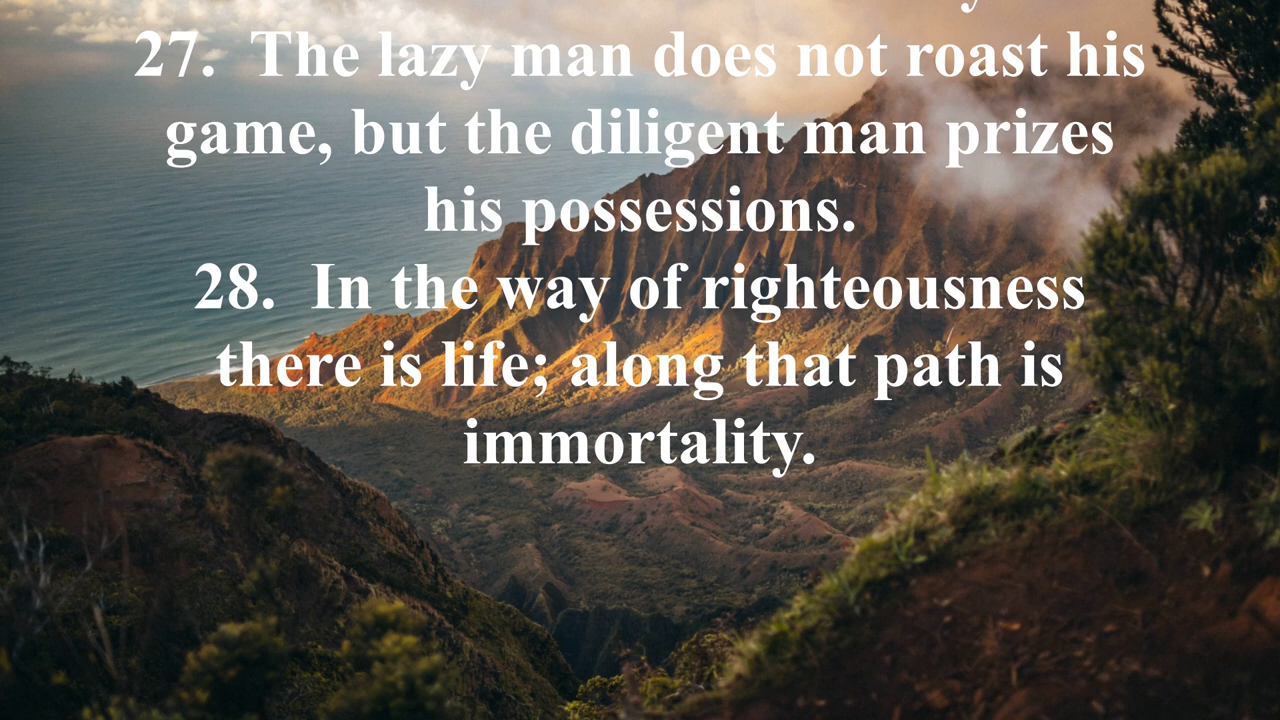 27.  The lazy man does not roast his
game, but the diligent man prizes
his possessions.
28.  In the way of righteousness
there is life; along that path is
immortality.